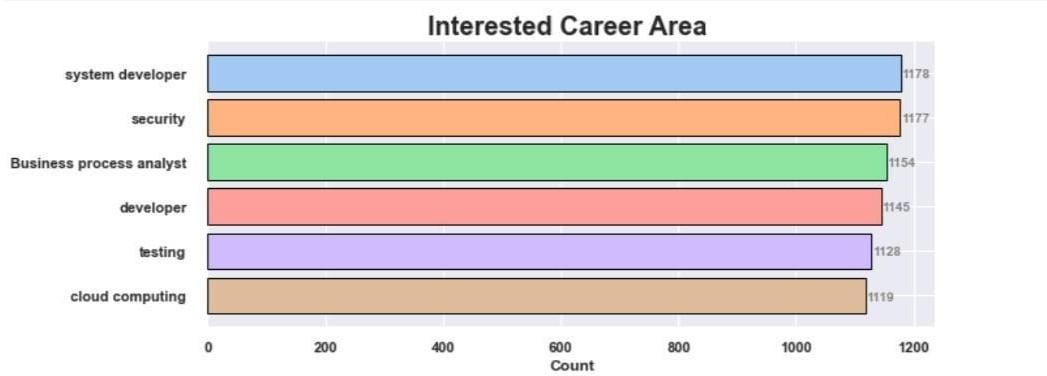 Interested Career Area
system developer 1178
security 1177
Business process analyst 1154
developer 1145
testing 1128
cloud computing 1119
0 200 400 600 800 1000 1200
Count